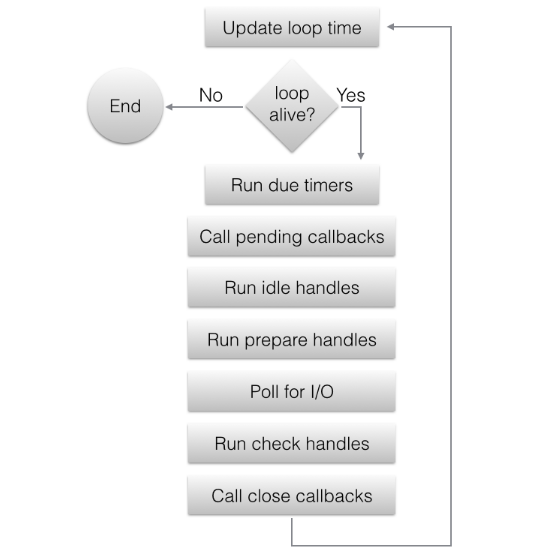 Update loop time
End
No
loop
alive?
Yes
Run due timers
Call pending callbacks
Run idle handles
Run prepare handles
Poll for I/O
Run check handles
Call close callbacks